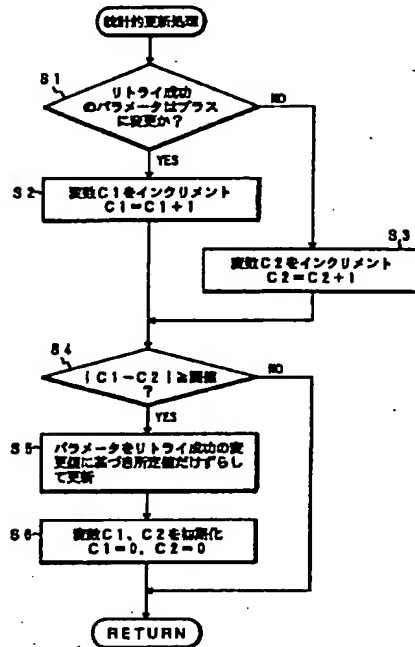 統計的更新処理
S1
リトライ成功
のパラメータはプラス
に変更か?
NO
YES
S2
変数C1をインクリメント
C1=C1+1
S3
変数C2をインクリメント
C2=C2+1
S4
|C1-C2|≧閾値
?
NO
YES
S5
パラメータをリトライ成功の変
更値に基づき所定値だけずらし
て更新
S6
変数C1、C2を初期化
C1=0, C2=0
RETURN